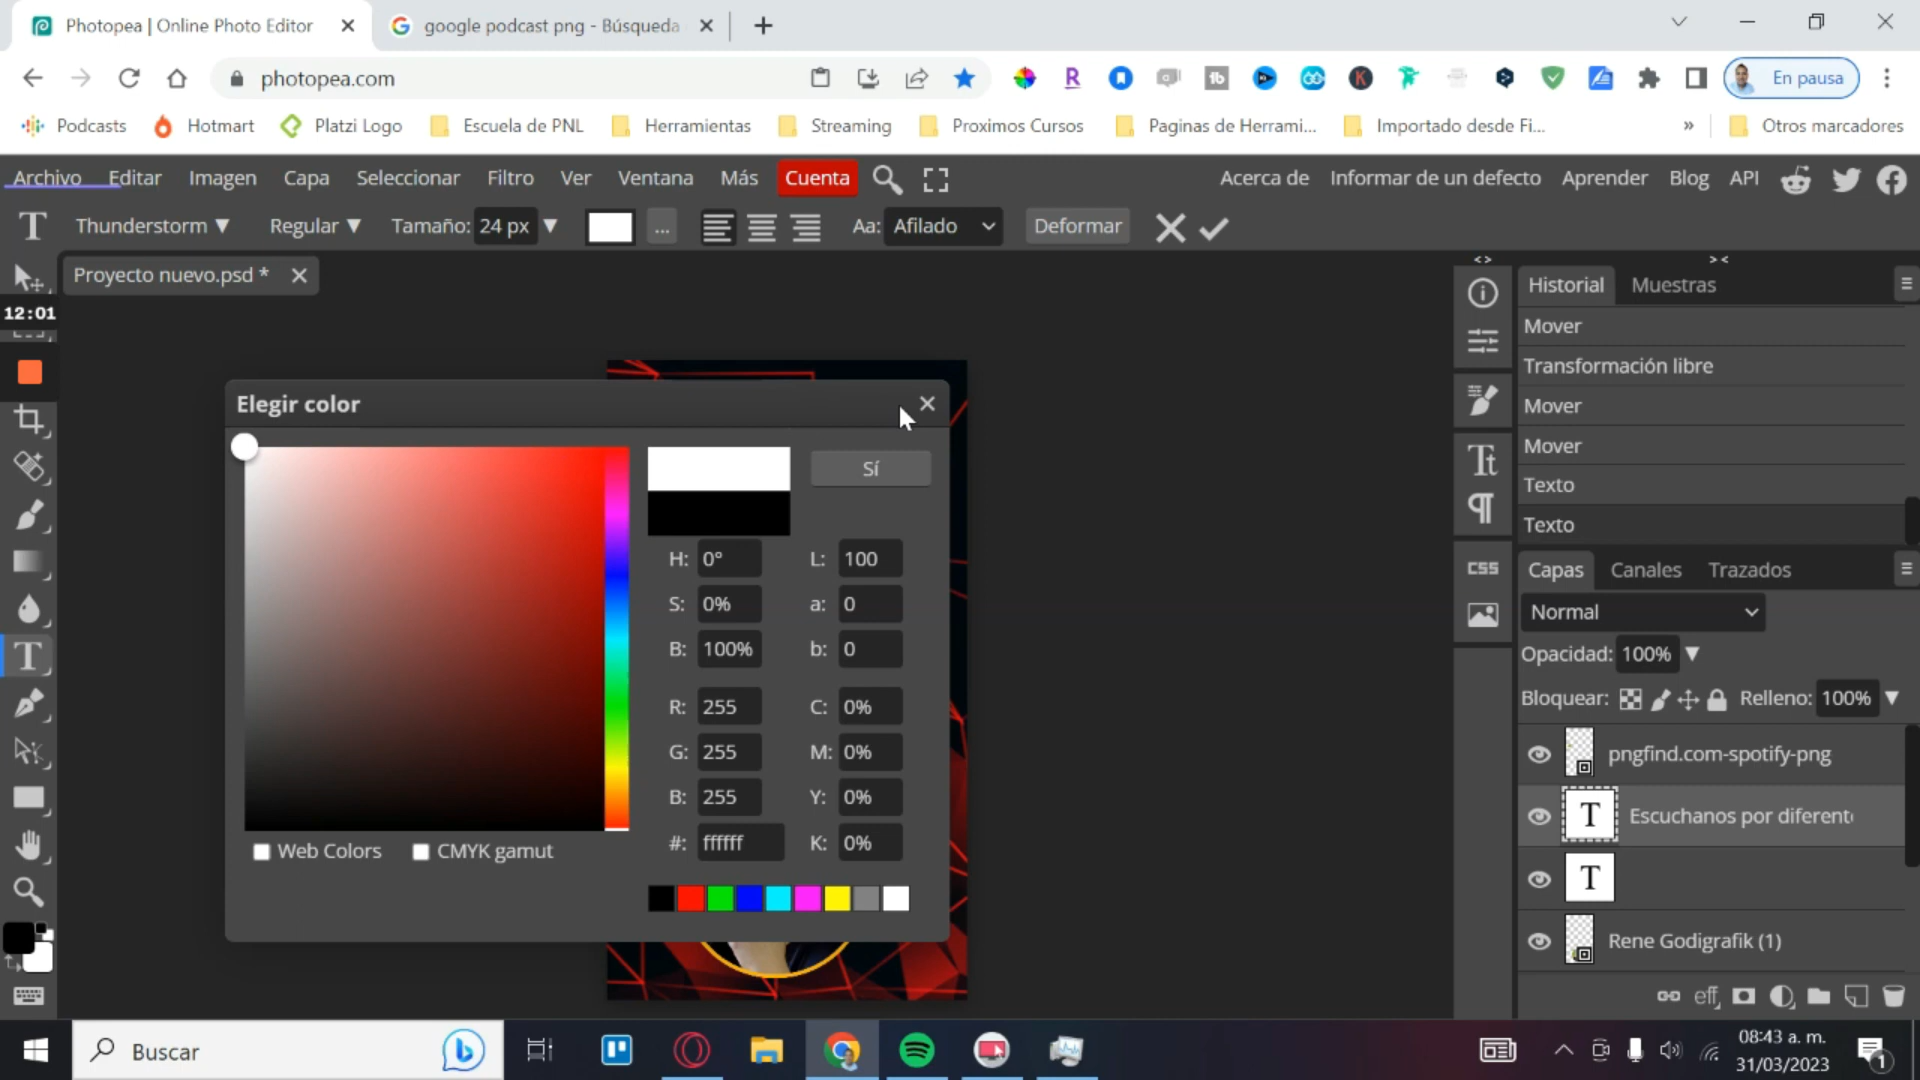 Photopea | Online Photo Editor
google podcast png - Búsqueda
photopea.com
En pausa
Podcasts
Hotmart
Platzi Logo
Escuela de PNL
Herramientas
Streaming
Proximos Cursos
Paginas de Herrami...
Importado desde Fi...
»
Otros marcadores
Archivo Editar Imagen Capa Seleccionar Filtro Ver Ventana Más Cuenta
Acerca de Informar de un defecto Aprender Blog API
Thunderstorm ▼ Regular ▼ Tamaño: 24 px ▼ ... Aa: Afilado Deformar
Proyecto nuevo.psd *
12:01
Elegir color
Sí
H: 0° L: 100
S: 0% a: 0
B: 100% b: 0
R: 255 C: 0%
G: 255 M: 0%
B: 255 Y: 0%
#: ffffff K: 0%
Web Colors CMYK gamut
Historial Muestras
Mover
Transformación libre
Mover
Mover
Texto
Texto
CSS
Capas Canales Trazados
Normal
Opacidad: 100% ▼
Bloquear: Relleno: 100% ▼
pngfind.com-spotify-png
T Escuchanos por diferent
T
Rene Godigrafik (1)
eff
Buscar
08:43 a. m.
31/03/2023
1